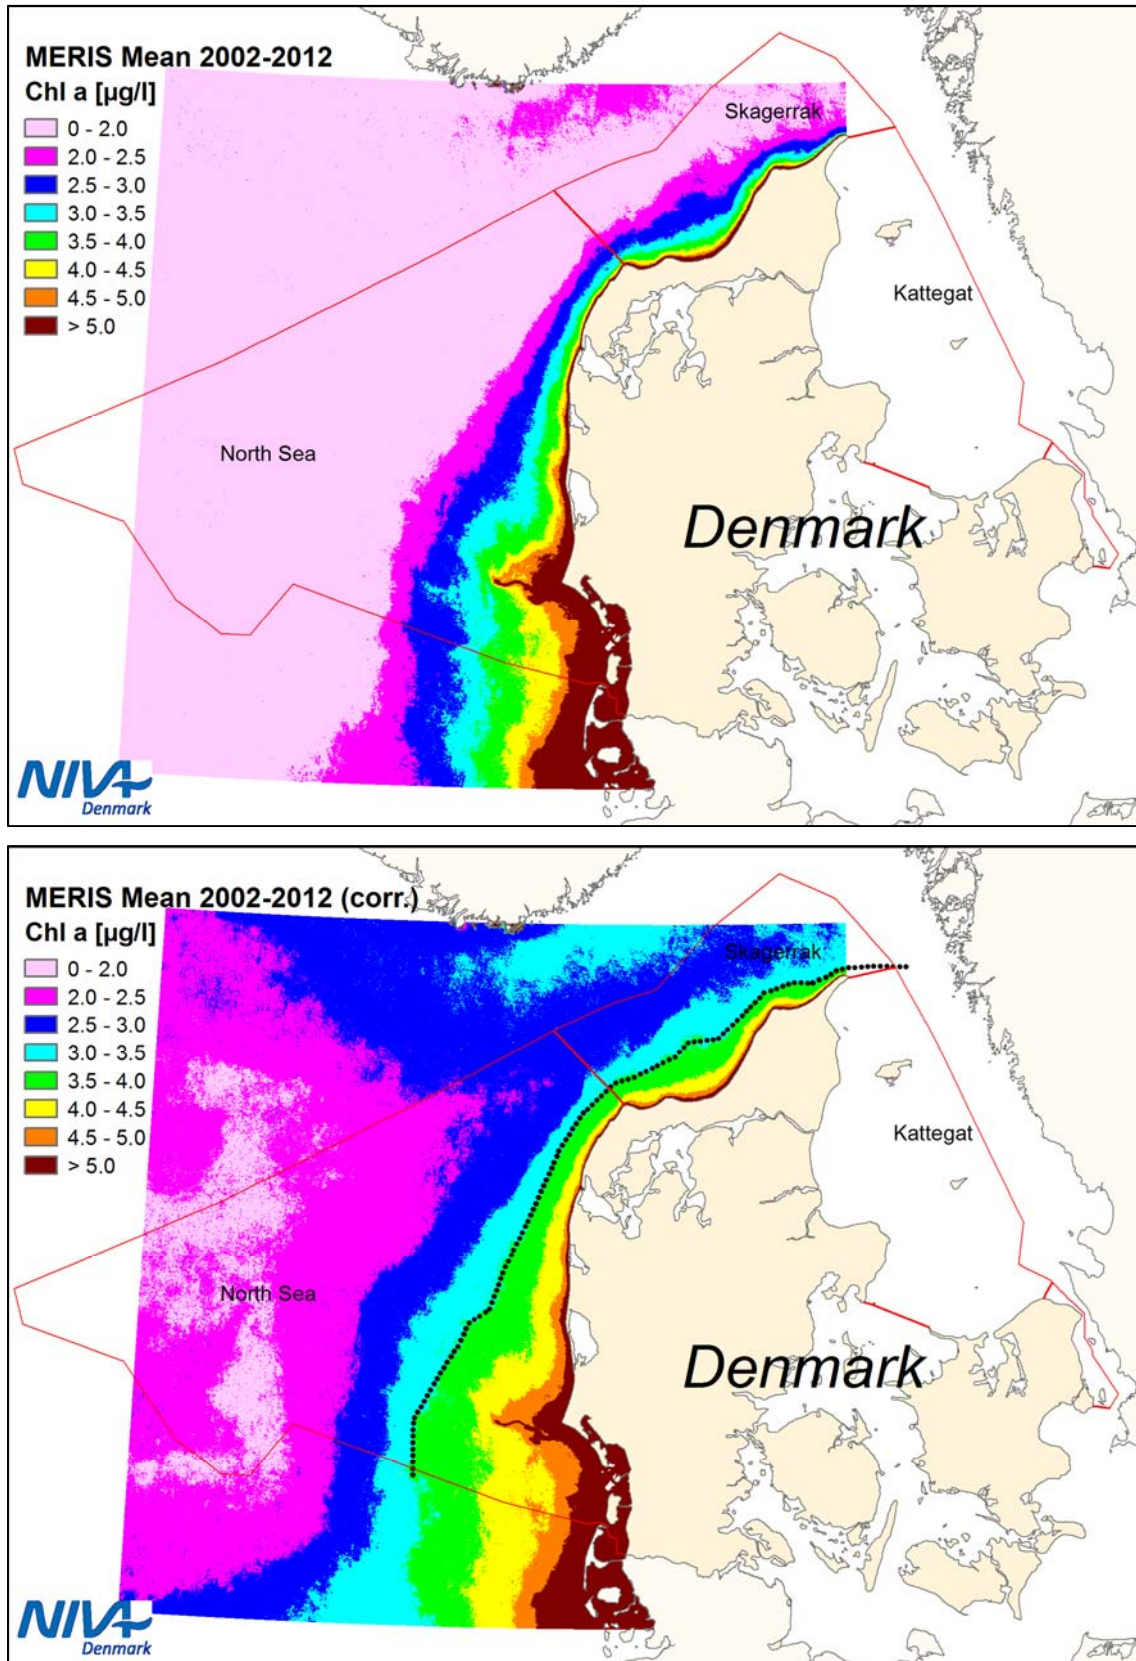 MERIS Mean 2002-2012
Chl a [µg/l]
0 - 2.0
2.0 - 2.5
2.5 - 3.0
3.0 - 3.5
3.5 - 4.0
4.0 - 4.5
4.5 - 5.0
> 5.0
Skagerrak
Kattegat
North Sea
Denmark
NIVA
Denmark
MERIS Mean 2002-2012 (corr.)
Chl a [µg/l]
0 - 2.0
2.0 - 2.5
2.5 - 3.0
3.0 - 3.5
3.5 - 4.0
4.0 - 4.5
4.5 - 5.0
> 5.0
Skagerrak
Kattegat
North Sea
Denmark
NIVA
Denmark